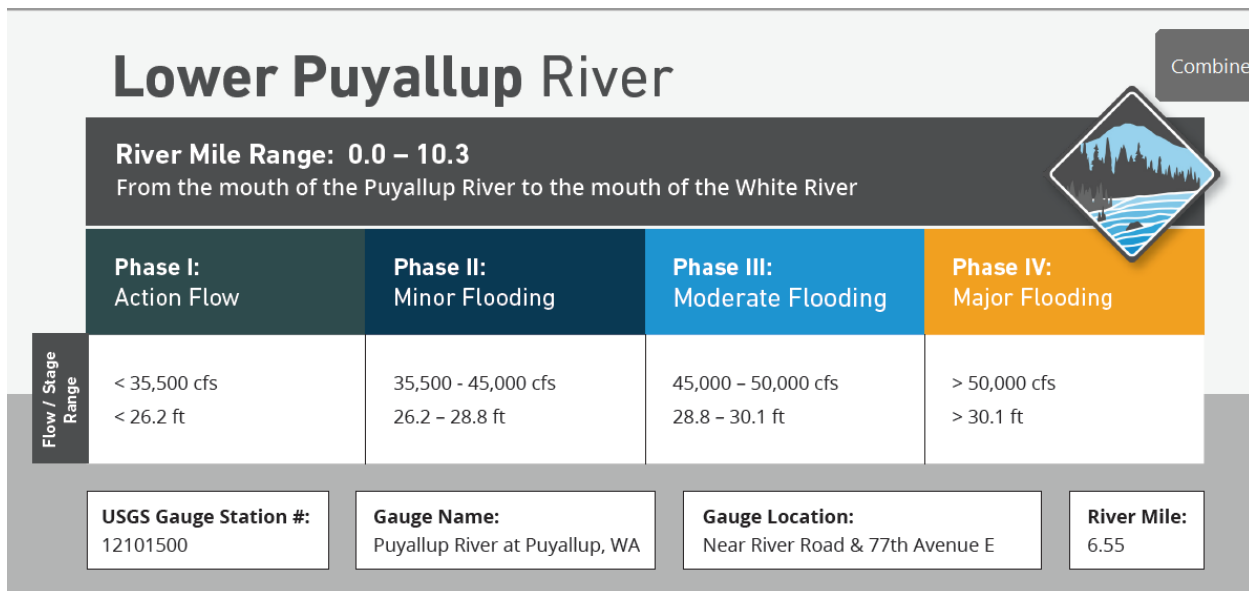 Lower Puyallup River
Combine
River Mile Range: 0.0 – 10.3
From the mouth of the Puyallup River to the mouth of the White River
Phase I:
Action Flow
Phase II:
Minor Flooding
Phase III:
Moderate Flooding
Phase IV:
Major Flooding
Flow / Stage
Range
< 35,500 cfs
< 26.2 ft
35,500 - 45,000 cfs
26.2 – 28.8 ft
45,000 – 50,000 cfs
28.8 – 30.1 ft
> 50,000 cfs
> 30.1 ft
USGS Gauge Station #:
12101500
Gauge Name:
Puyallup River at Puyallup, WA
Gauge Location:
Near River Road & 77th Avenue E
River Mile:
6.55